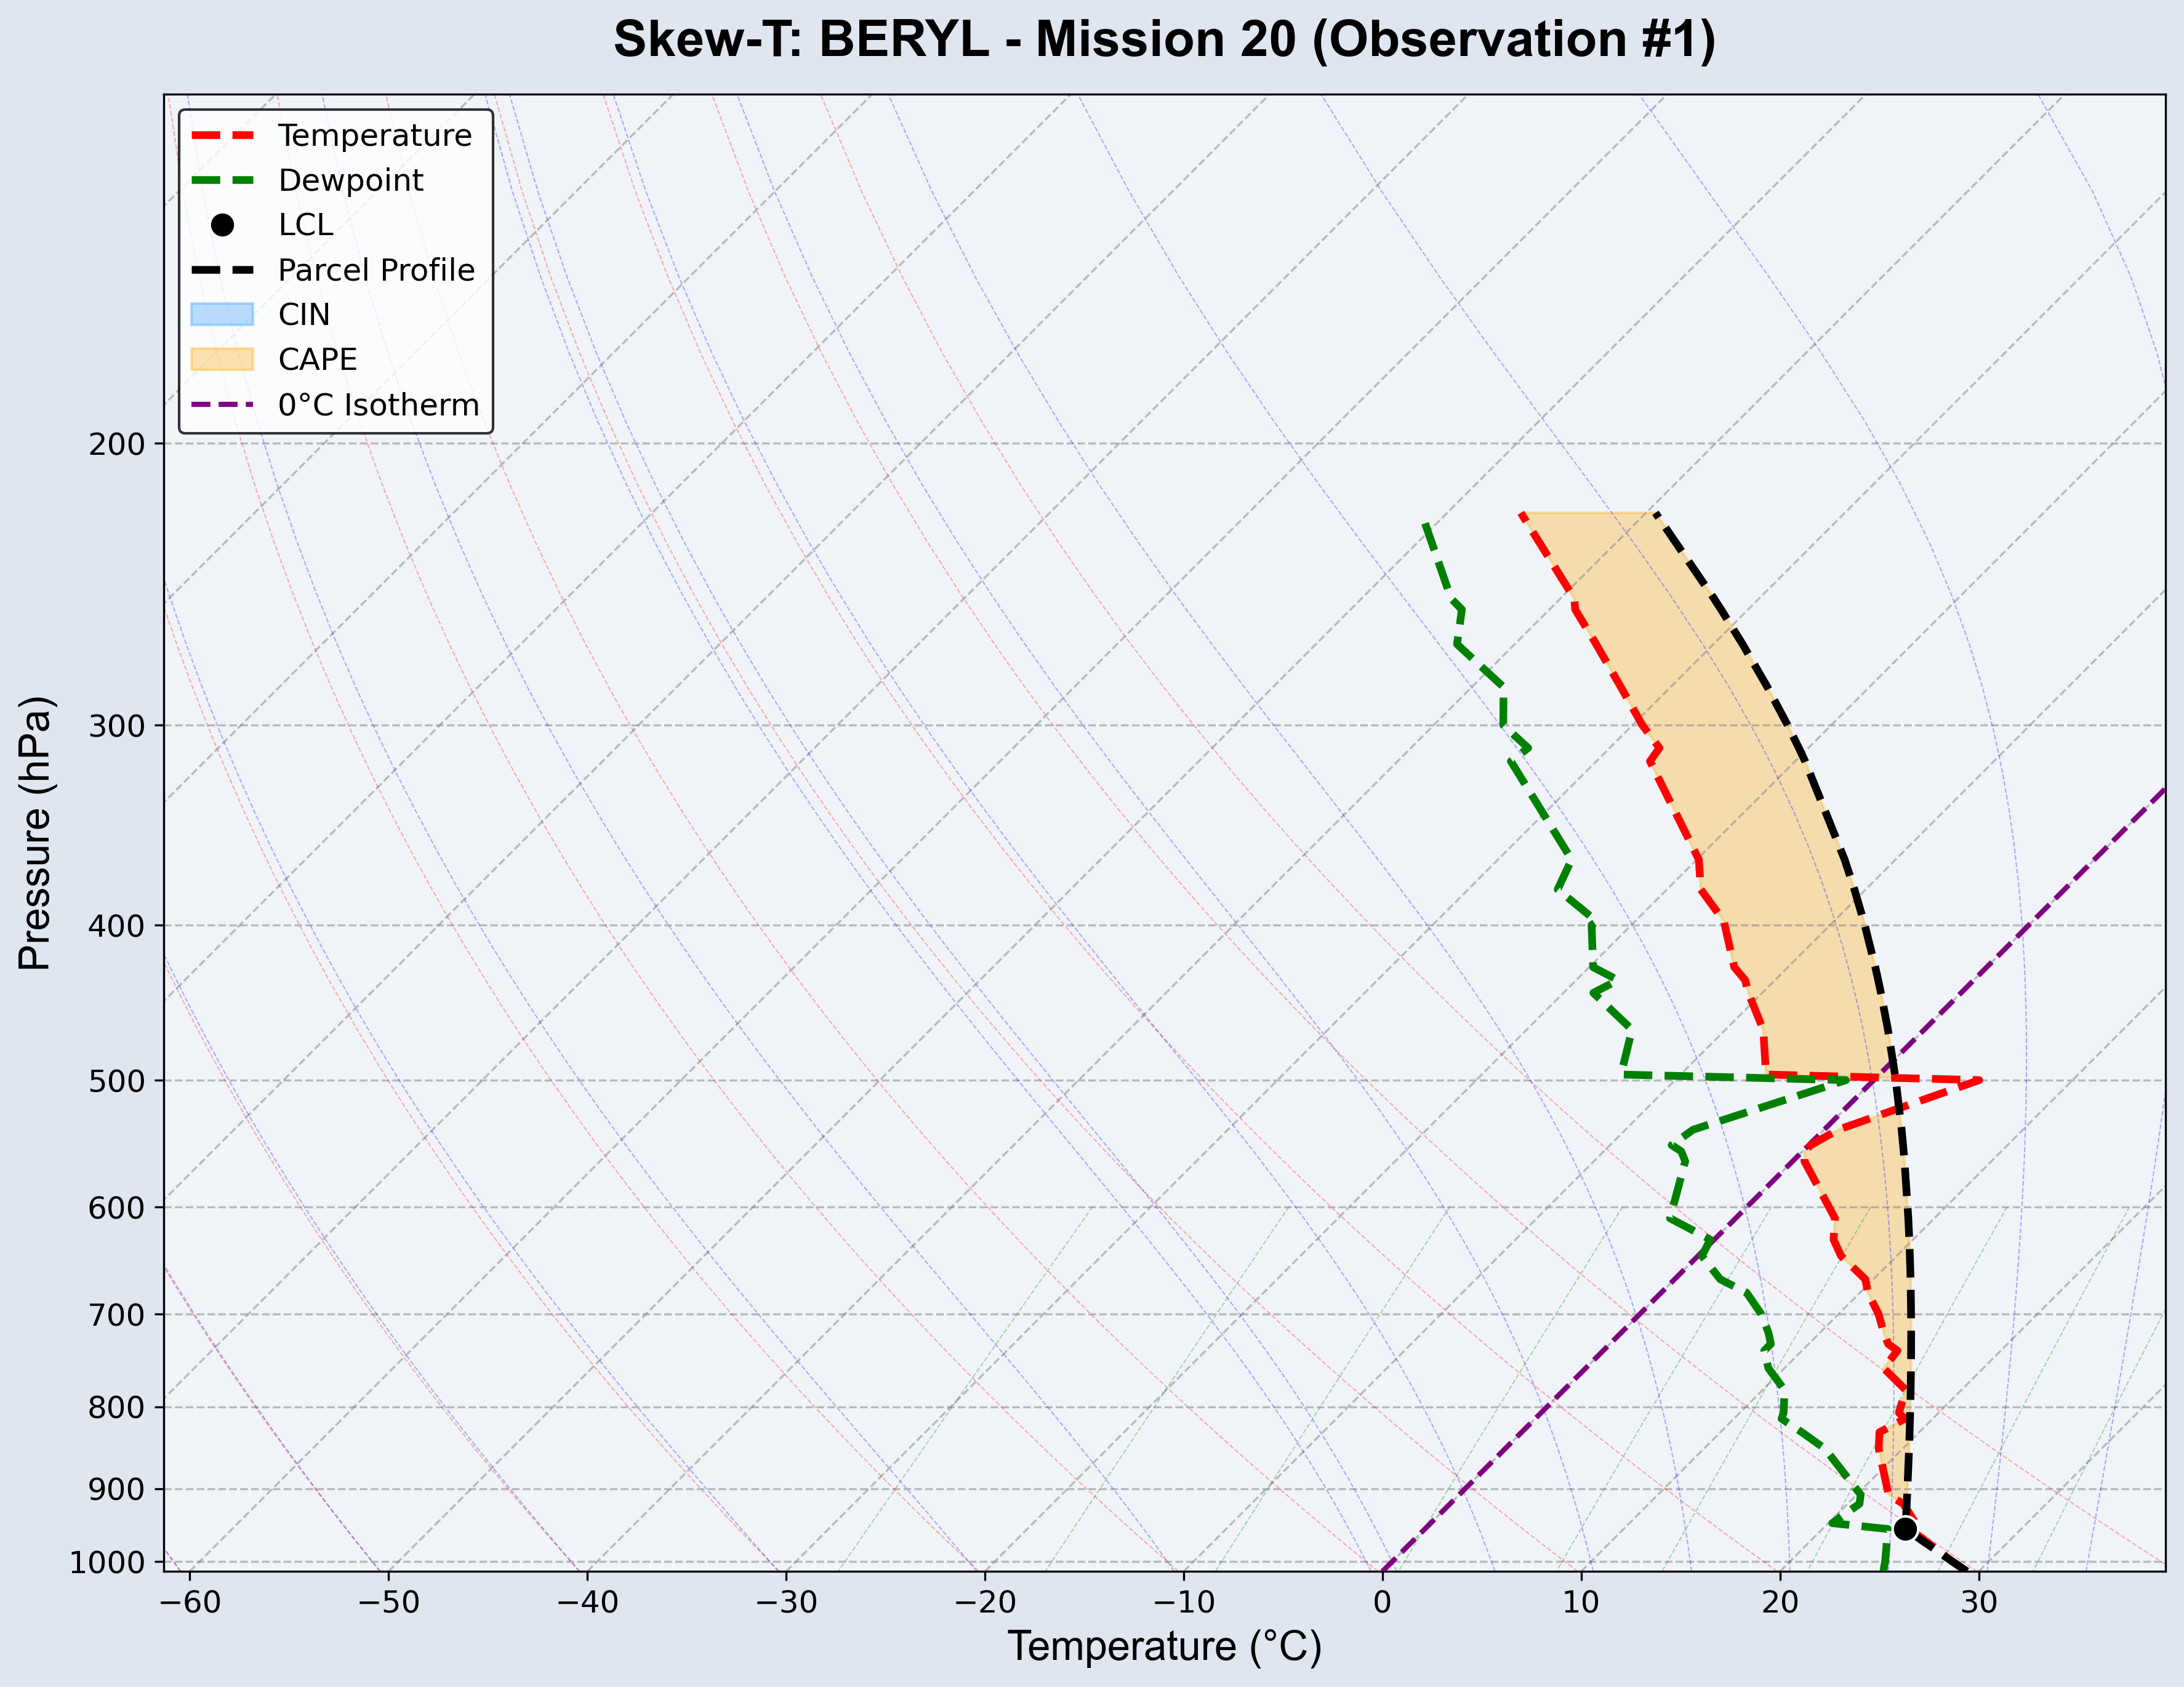 Skew-T: BERYL - Mission 20 (Observation #1)
Temperature
Dewpoint
LCL
Parcel Profile
CIN
CAPE
0°C Isotherm
Pressure (hPa)
200
300
400
500
600
700
800
900
1000
−60 −50 −40 −30 −20 −10 0 10 20 30
Temperature (°C)